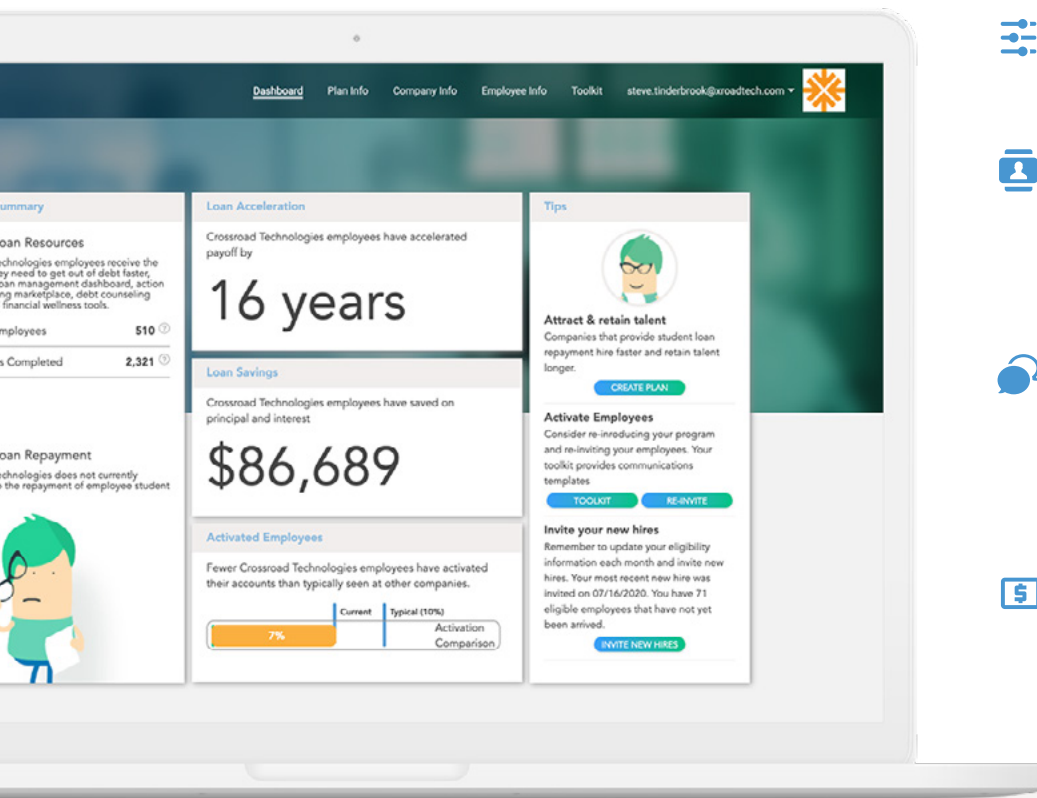 Dashboard
Plan Info
Company Info
Employee Info
Toolkit
steve.tinderbrook@xroadtech.com
ummary
oan Resources
echnologies employees receive the
ey need to get out of debt faster,
oan management dashboard, action
ng marketplace, debt counseling
financial wellness tools.
mployees 510
s Completed 2,321
oan Repayment
echnologies does not currently
the repayment of employee student
Loan Acceleration
Crossroad Technologies employees have accelerated
payoff by
16 years
Loan Savings
Crossroad Technologies employees have saved on
principal and interest
$86,689
Activated Employees
Fewer Crossroad Technologies employees have activated
their accounts than typically seen at other companies.
Current Typical (10%)
7%
Activation
Comparison
Tips
Attract & retain talent
Companies that provide student loan
repayment hire faster and retain talent
longer.
CREATE PLAN
Activate Employees
Consider re-inroducing your program
and re-inviting your employees. Your
toolkit provides communications
templates
TOOLKIT RE-INVITE
Invite your new hires
Remember to update your eligibility
information each month and invite new
hires. Your most recent new hire was
invited on 07/16/2020. You have 71
eligible employees that have not yet
been arrived.
INVITE NEW HIRES